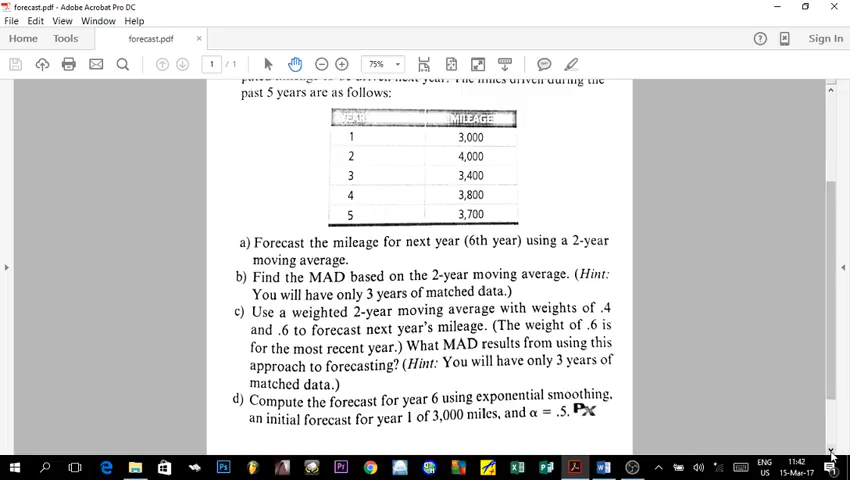 forecast.pdf - Adobe Acrobat Pro DC
File Edit View Window Help
Home Tools forecast.pdf × Sign In
1 / 1 75%
past 5 years are as follows:
YEAR MILEAGE
1 3,000
2 4,000
3 3,400
4 3,800
5 3,700
a) Forecast the mileage for next year (6th year) using a 2-year
moving average.
b) Find the MAD based on the 2-year moving average. (Hint:
You will have only 3 years of matched data.)
c) Use a weighted 2-year moving average with weights of .4
and .6 to forecast next year's mileage. (The weight of .6 is
for the most recent year.) What MAD results from using this
approach to forecasting? (Hint: You will have only 3 years of
matched data.)
d) Compute the forecast for year 6 using exponential smoothing,
an initial forecast for year 1 of 3,000 miles, and α = .5. PX
Ps Pr ENG 11:42
US 15-Mar-17